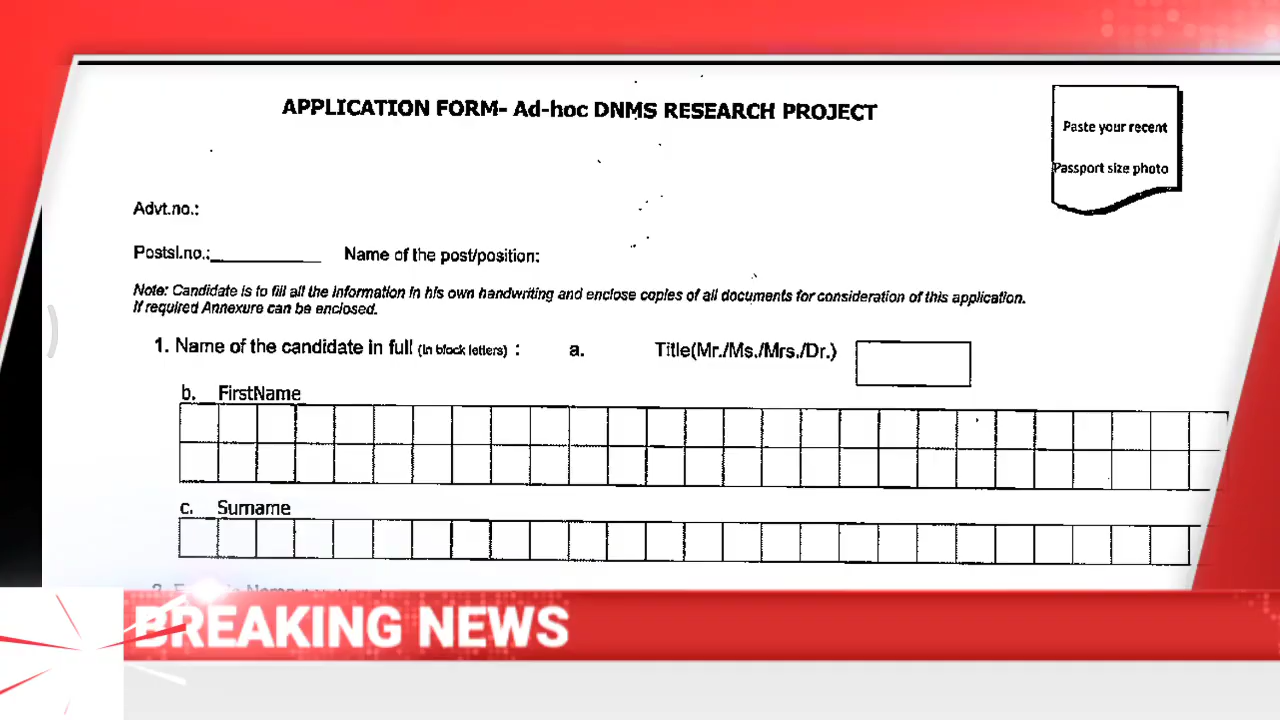 APPLICATION FORM- Ad-hoc DNMS RESEARCH PROJECT
Paste your recent
Passport size photo
Advt.no.:
Postsl.no.:_____________ Name of the post/position:
Note: Candidate is to fill all the information in his own handwriting and enclose copies of all documents for consideration of this application.
If required Annexure can be enclosed.
1. Name of the candidate in full (in block letters) : a. Title(Mr./Ms./Mrs./Dr.)
b. FirstName
c. Surname
BREAKING NEWS